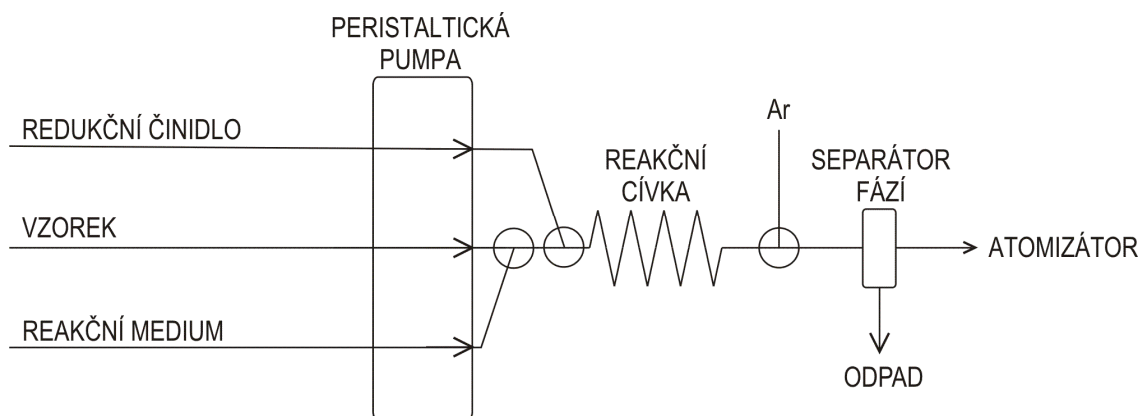 PERISTALTICKÁ
PUMPA
REDUKČNÍ ČINIDLO
VZOREK
REAKČNÍ MEDIUM
REAKČNÍ
CÍVKA
Ar
SEPARÁTOR
FÁZÍ
ATOMIZÁTOR
ODPAD